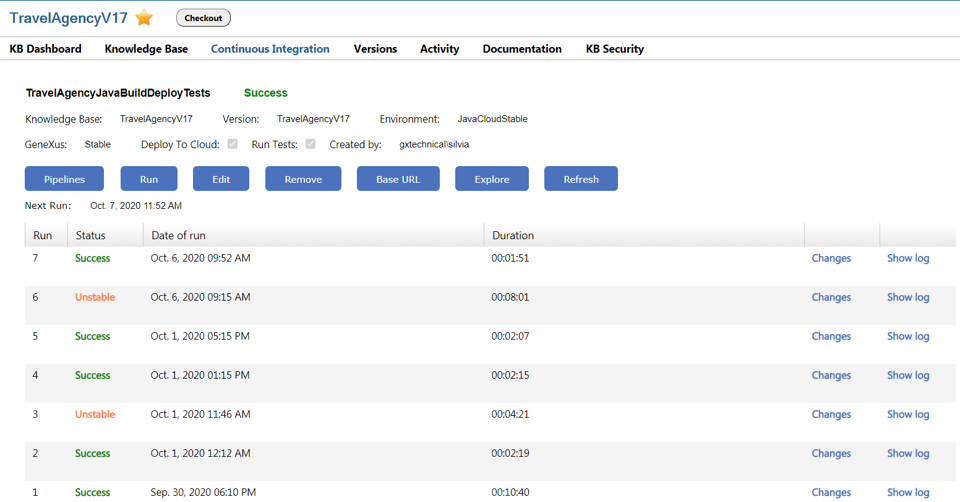 TravelAgencyV17 Checkout
KB Dashboard Knowledge Base Continuous Integration Versions Activity Documentation KB Security
TravelAgencyJavaBuildDeployTests Success
Knowledge Base: TravelAgencyV17 Version: TravelAgencyV17 Environment: JavaCloudStable
GeneXus: Stable Deploy To Cloud: Run Tests: Created by: gxtechnical\silvia
Pipelines Run Edit Remove Base URL Explore Refresh
Next Run: Oct. 7, 2020 11:52 AM
Run Status Date of run Duration
7 Success Oct. 6, 2020 09:52 AM 00:01:51 Changes Show log
6 Unstable Oct. 6, 2020 09:15 AM 00:08:01 Changes Show log
5 Success Oct. 1, 2020 05:15 PM 00:02:07 Changes Show log
4 Success Oct. 1, 2020 01:15 PM 00:02:15 Changes Show log
3 Unstable Oct. 1, 2020 11:46 AM 00:04:21 Changes Show log
2 Success Oct. 1, 2020 12:12 AM 00:02:19 Changes Show log
1 Success Sep. 30, 2020 06:10 PM 00:10:40 Changes Show log